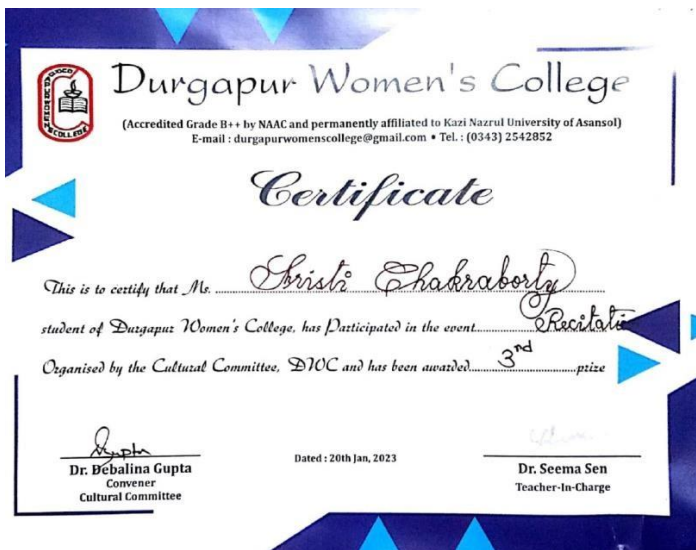 Durgapur Women's College
(Accredited Grade B++ by NAAC and permanently affiliated to Kazi Nazrul University of Asansol)
E-mail : durgapurwomenscollege@gmail.com • Tel. : (0343) 2542852
Certificate
This is to certify that Ms. Shristi Chakraborty
student of Durgapur Women's College, has Participated in the event Recitatio
Organised by the Cultural Committee, DWC and has been awarded 3rd prize
Gupta
Dr. Debalina Gupta
Convener
Cultural Committee
Dated : 20th Jan, 2023
Dr. Seema Sen
Teacher-In-Charge